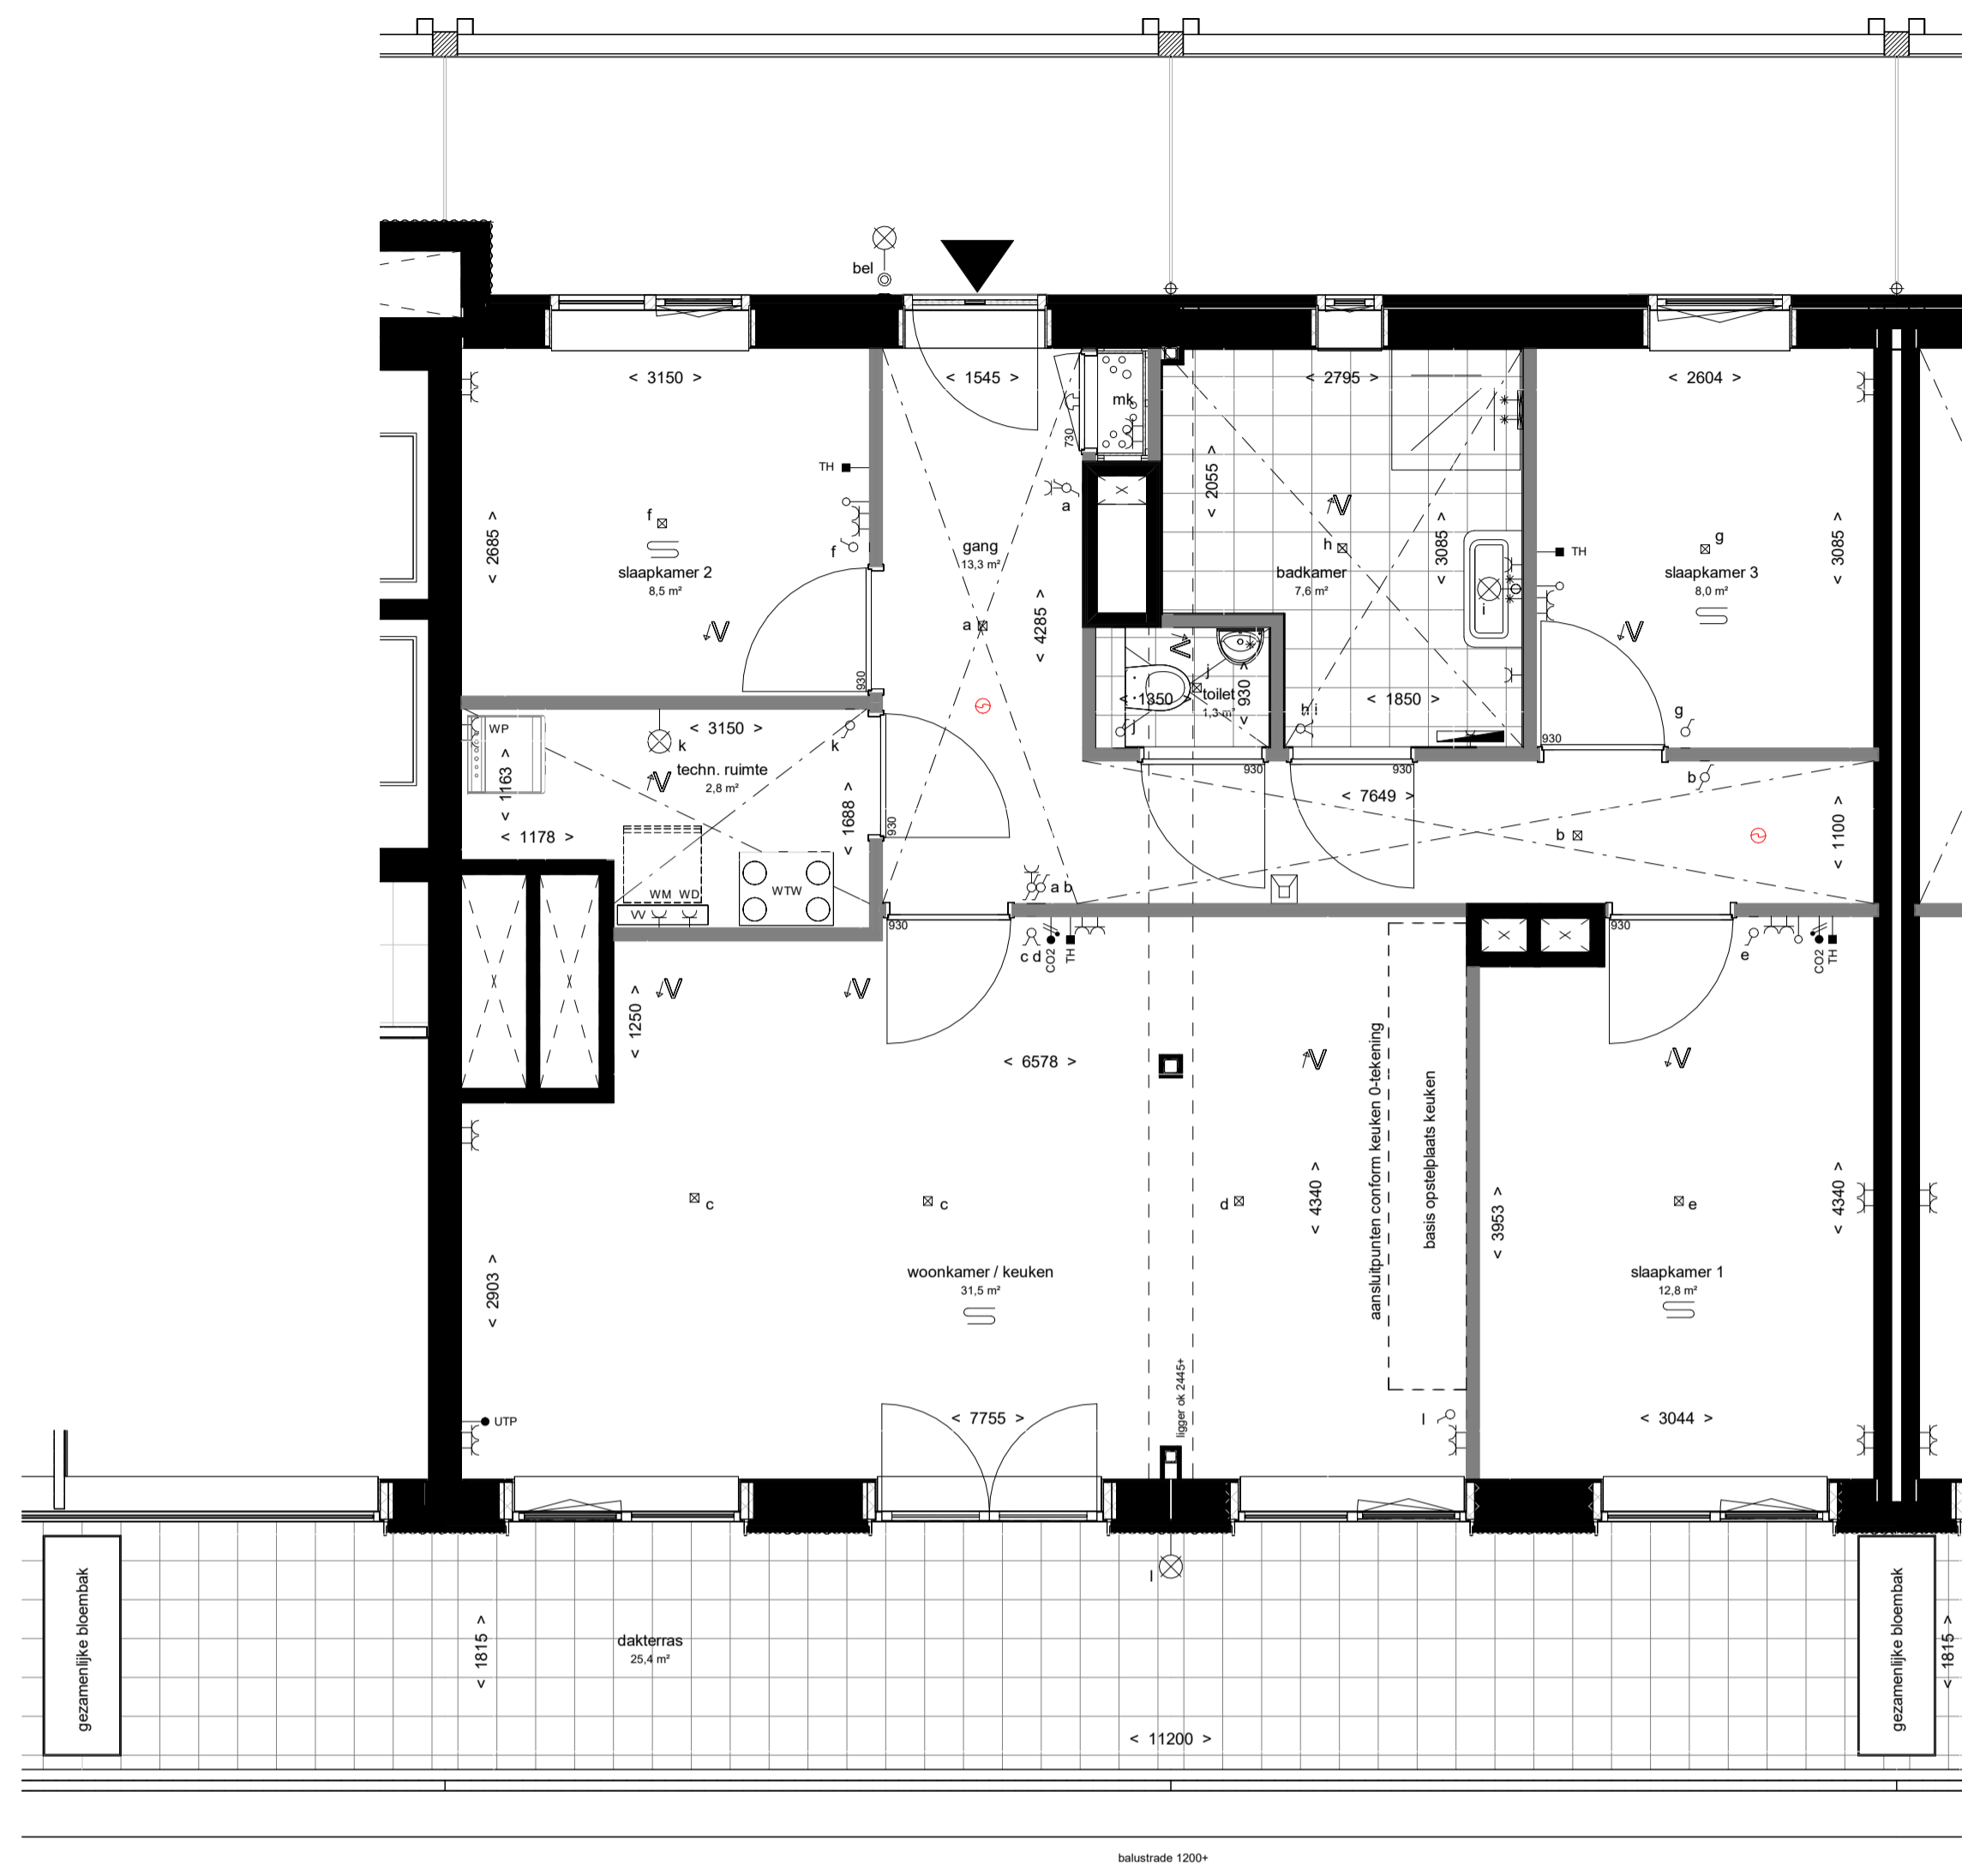 bel
< 3150 >
< 1545 >
mk
730
< 2795 >
< 2604 >
TH
a
< 2055 >
f
f
< 2685 >
slaapkamer 2
8,5 m²
gang
13,3 m²
a
< 4285 >
h
badkamer
7,6 m²
< 3085 >
i
TH
g
slaapkamer 3
8,0 m²
< 3085 >
930
j
< 1350 >
toilet
1,3 m²
< 930 >
j
h i
< 1850 >
g
930
WP
< 3150 >
k
k
techn. ruimte
2,8 m²
< 1163 >
< 1178 >
< 1688 >
930
930
930
< 7649 >
b
b
< 1100 >
WM
WD
WTW
a b
930
c d
CO2
TH
930
e
CO2
TH
< 1250 >
< 6578 >
aansluitpunten conform keuken 0-tekening
basis opstelplaats keuken
c
c
d
< 4340 >
< 3953 >
e
< 4340 >
< 2903 >
woonkamer / keuken
31,5 m²
slaapkamer 1
12,8 m²
ligger ok 2445+
UTP
< 7755 >
l
< 3044 >
l
gezamenlijke bloembak
< 1815 >
dakterras
25,4 m²
gezamenlijke bloembak
< 1815 >
< 11200 >
balustrade 1200+